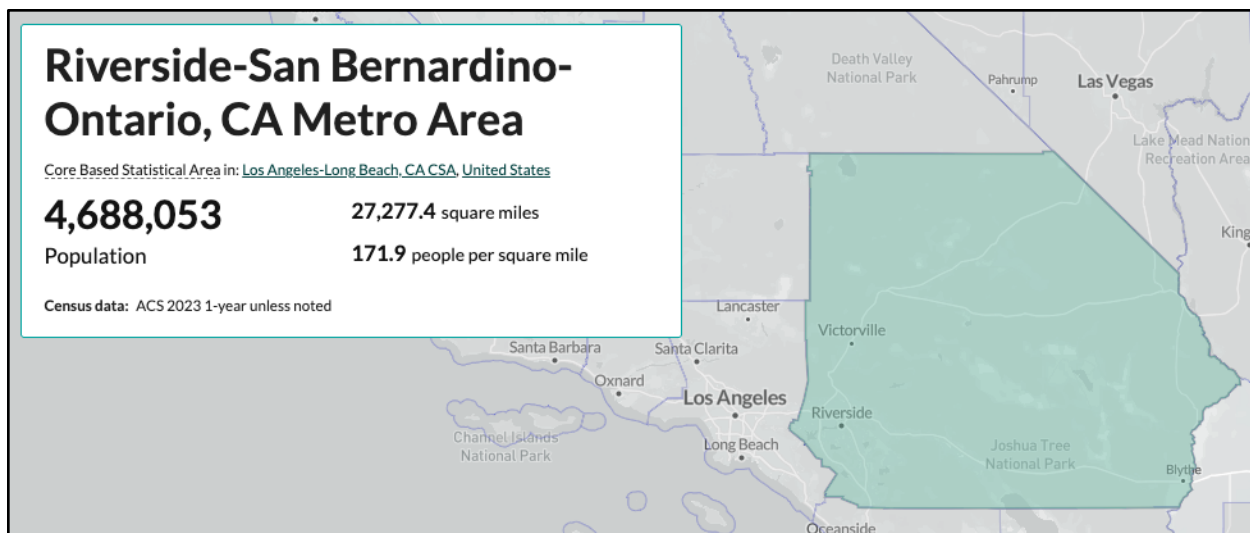 Riverside-San Bernardino-
Ontario, CA Metro Area
Core Based Statistical Area in: Los Angeles-Long Beach, CA CSA, United States
4,688,053
Population
27,277.4 square miles
171.9 people per square mile
Census data: ACS 2023 1-year unless noted
Death Valley
National Park
Pahrump
Las Vegas
Lake Mead Nation
Recreation Area
King
Lancaster
Victorville
Santa Barbara
Santa Clarita
Oxnard
Los Angeles
Riverside
Channel Islands
National Park
Long Beach
Joshua Tree
National Park
Blythe
Oceanside